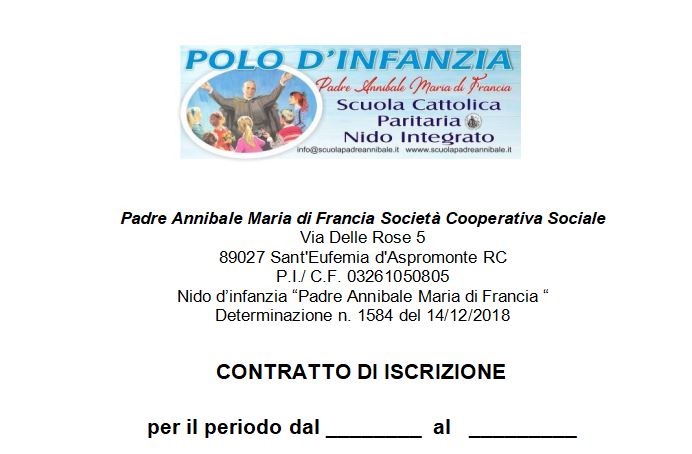 POLO D'INFANZIA
Padre Annibale Maria di Francia
Scuola Cattolica
Paritaria
Nido Integrato
info@scuolapadreannibale.it www.scuolapadreannibale.it
Padre Annibale Maria di Francia Società Cooperativa Sociale
Via Delle Rose 5
89027 Sant'Eufemia d'Aspromonte RC
P.I./ C.F. 03261050805
Nido d’infanzia “Padre Annibale Maria di Francia “
Determinazione n. 1584 del 14/12/2018
CONTRATTO DI ISCRIZIONE
per il periodo dal ________ al _________